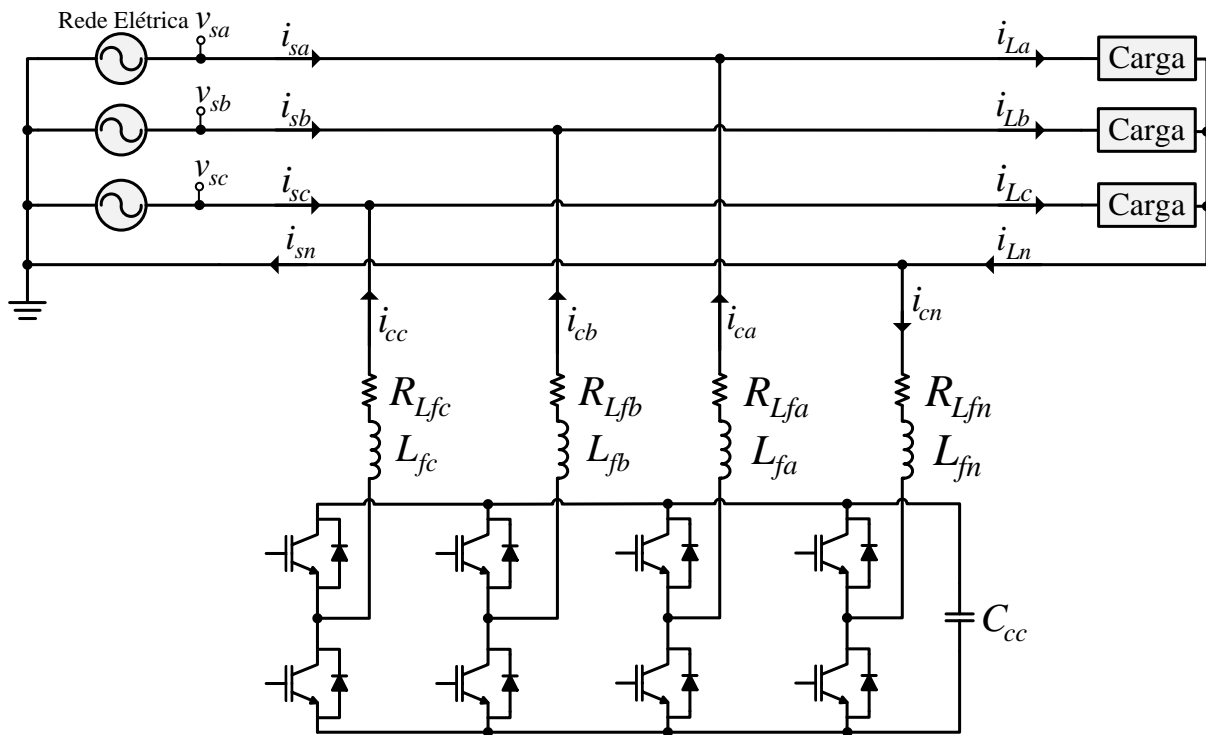 Rede Elétrica
v_sa
i_sa
i_La
Carga
v_sb
i_sb
i_Lb
Carga
v_sc
i_sc
i_Lc
Carga
i_sn
i_Ln
i_cc
i_cb
i_ca
i_cn
R_Lfc
R_Lfb
R_Lfa
R_Lfn
L_fc
L_fb
L_fa
L_fn
C_cc